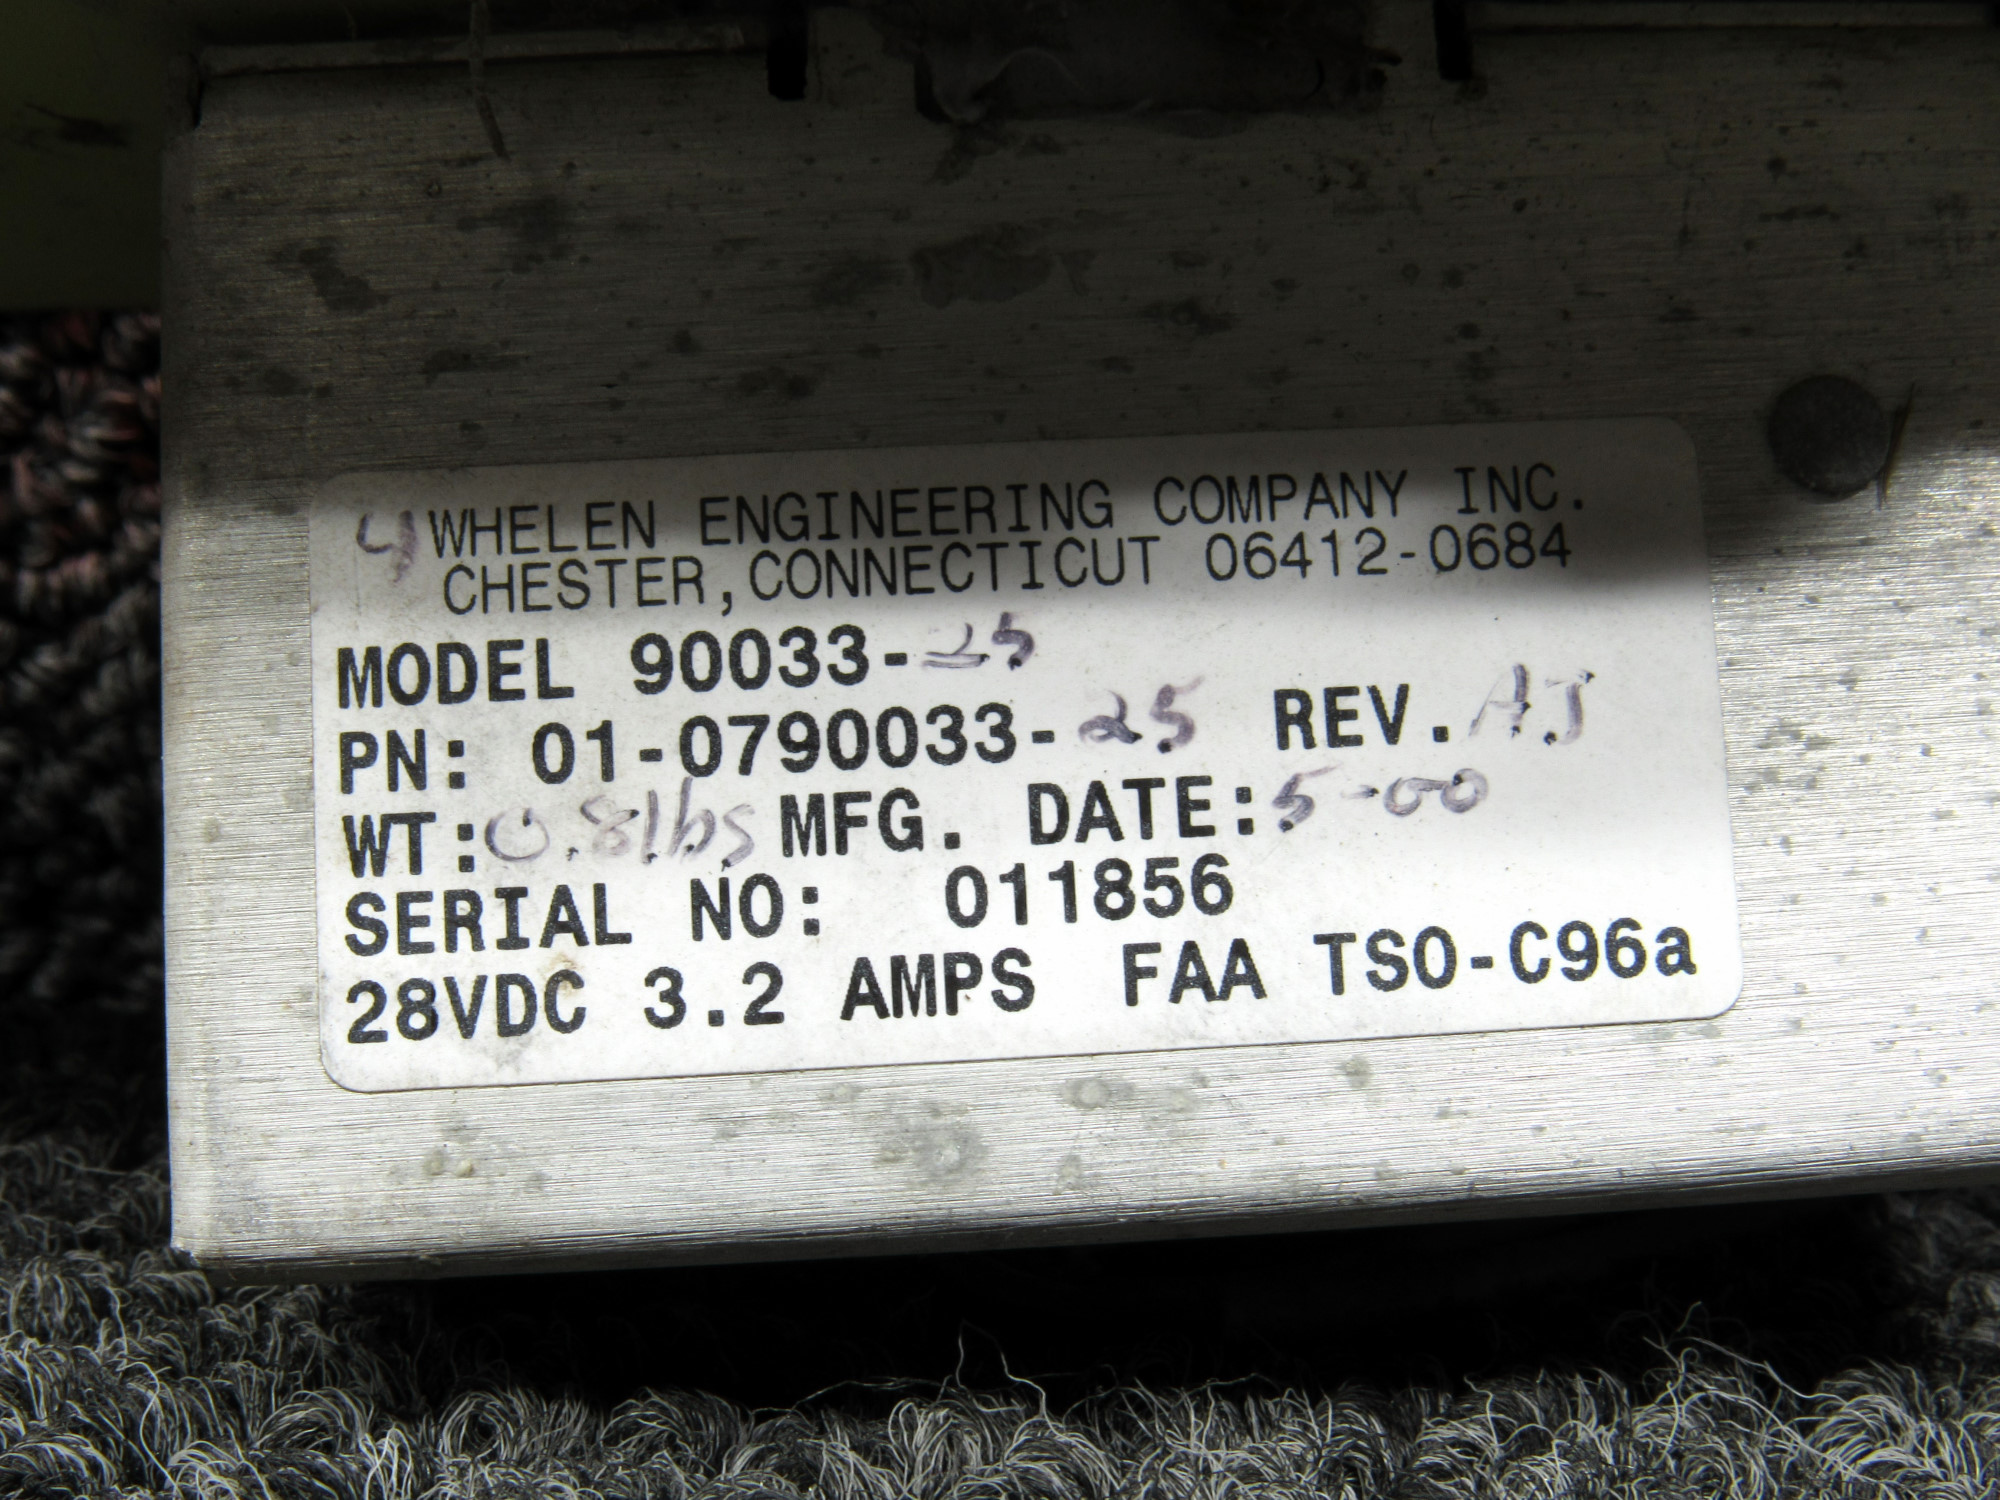 4 WHELEN ENGINEERING COMPANY INC.
CHESTER,CONNECTICUT 06412-0684
MODEL 90033-25
PN: 01-0790033-25 REV. AJ
WT:0.8lbs MFG. DATE:5-00
SERIAL NO: 011856
28VDC 3.2 AMPS FAA TSO-C96a